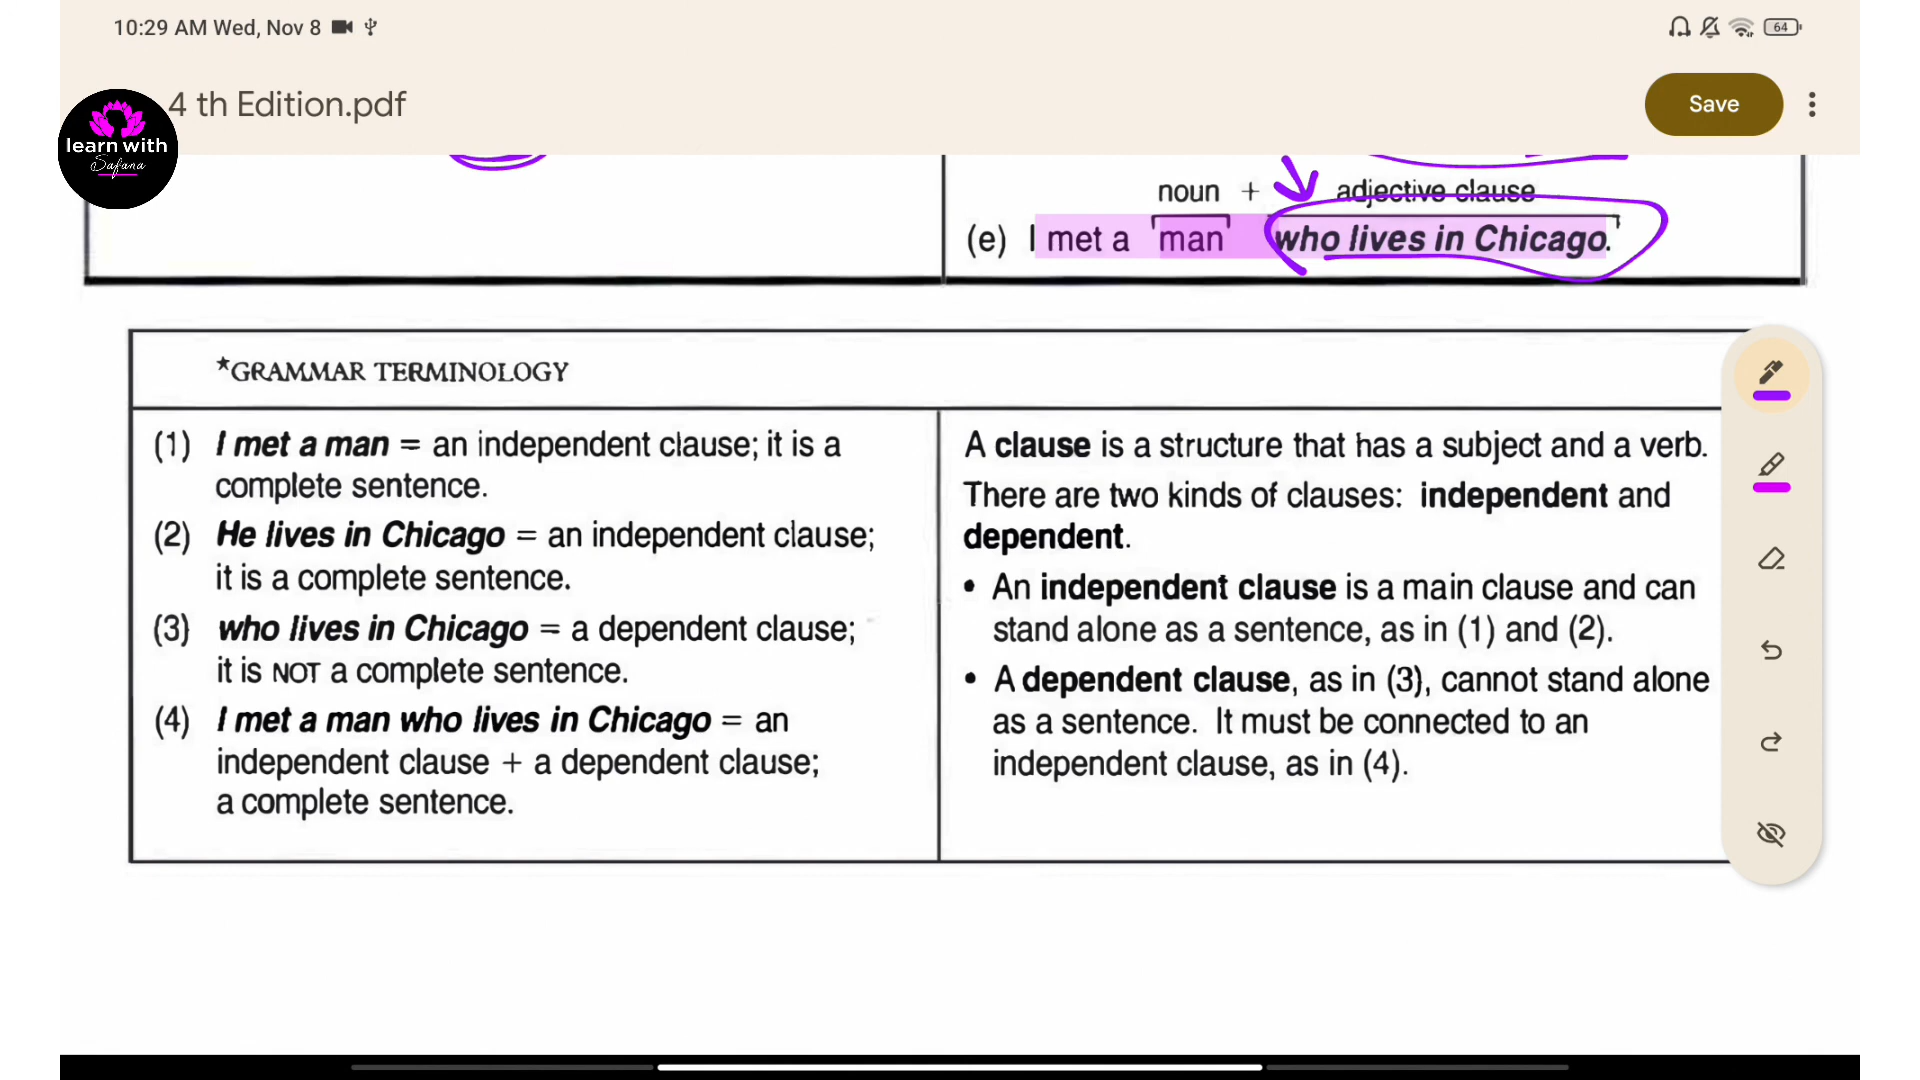 10:29 AM Wed, Nov 8
64
4 th Edition.pdf
Save
learn with
Safana
noun + adjective clause
(e) I met a man who lives in Chicago.
*GRAMMAR TERMINOLOGY
(1) I met a man = an independent clause; it is a
complete sentence.
(2) He lives in Chicago = an independent clause;
it is a complete sentence.
(3) who lives in Chicago = a dependent clause;
it is NOT a complete sentence.
(4) I met a man who lives in Chicago = an
independent clause + a dependent clause;
a complete sentence.
A clause is a structure that has a subject and a verb.
There are two kinds of clauses: independent and
dependent.
• An independent clause is a main clause and can
stand alone as a sentence, as in (1) and (2).
• A dependent clause, as in (3), cannot stand alone
as a sentence. It must be connected to an
independent clause, as in (4).